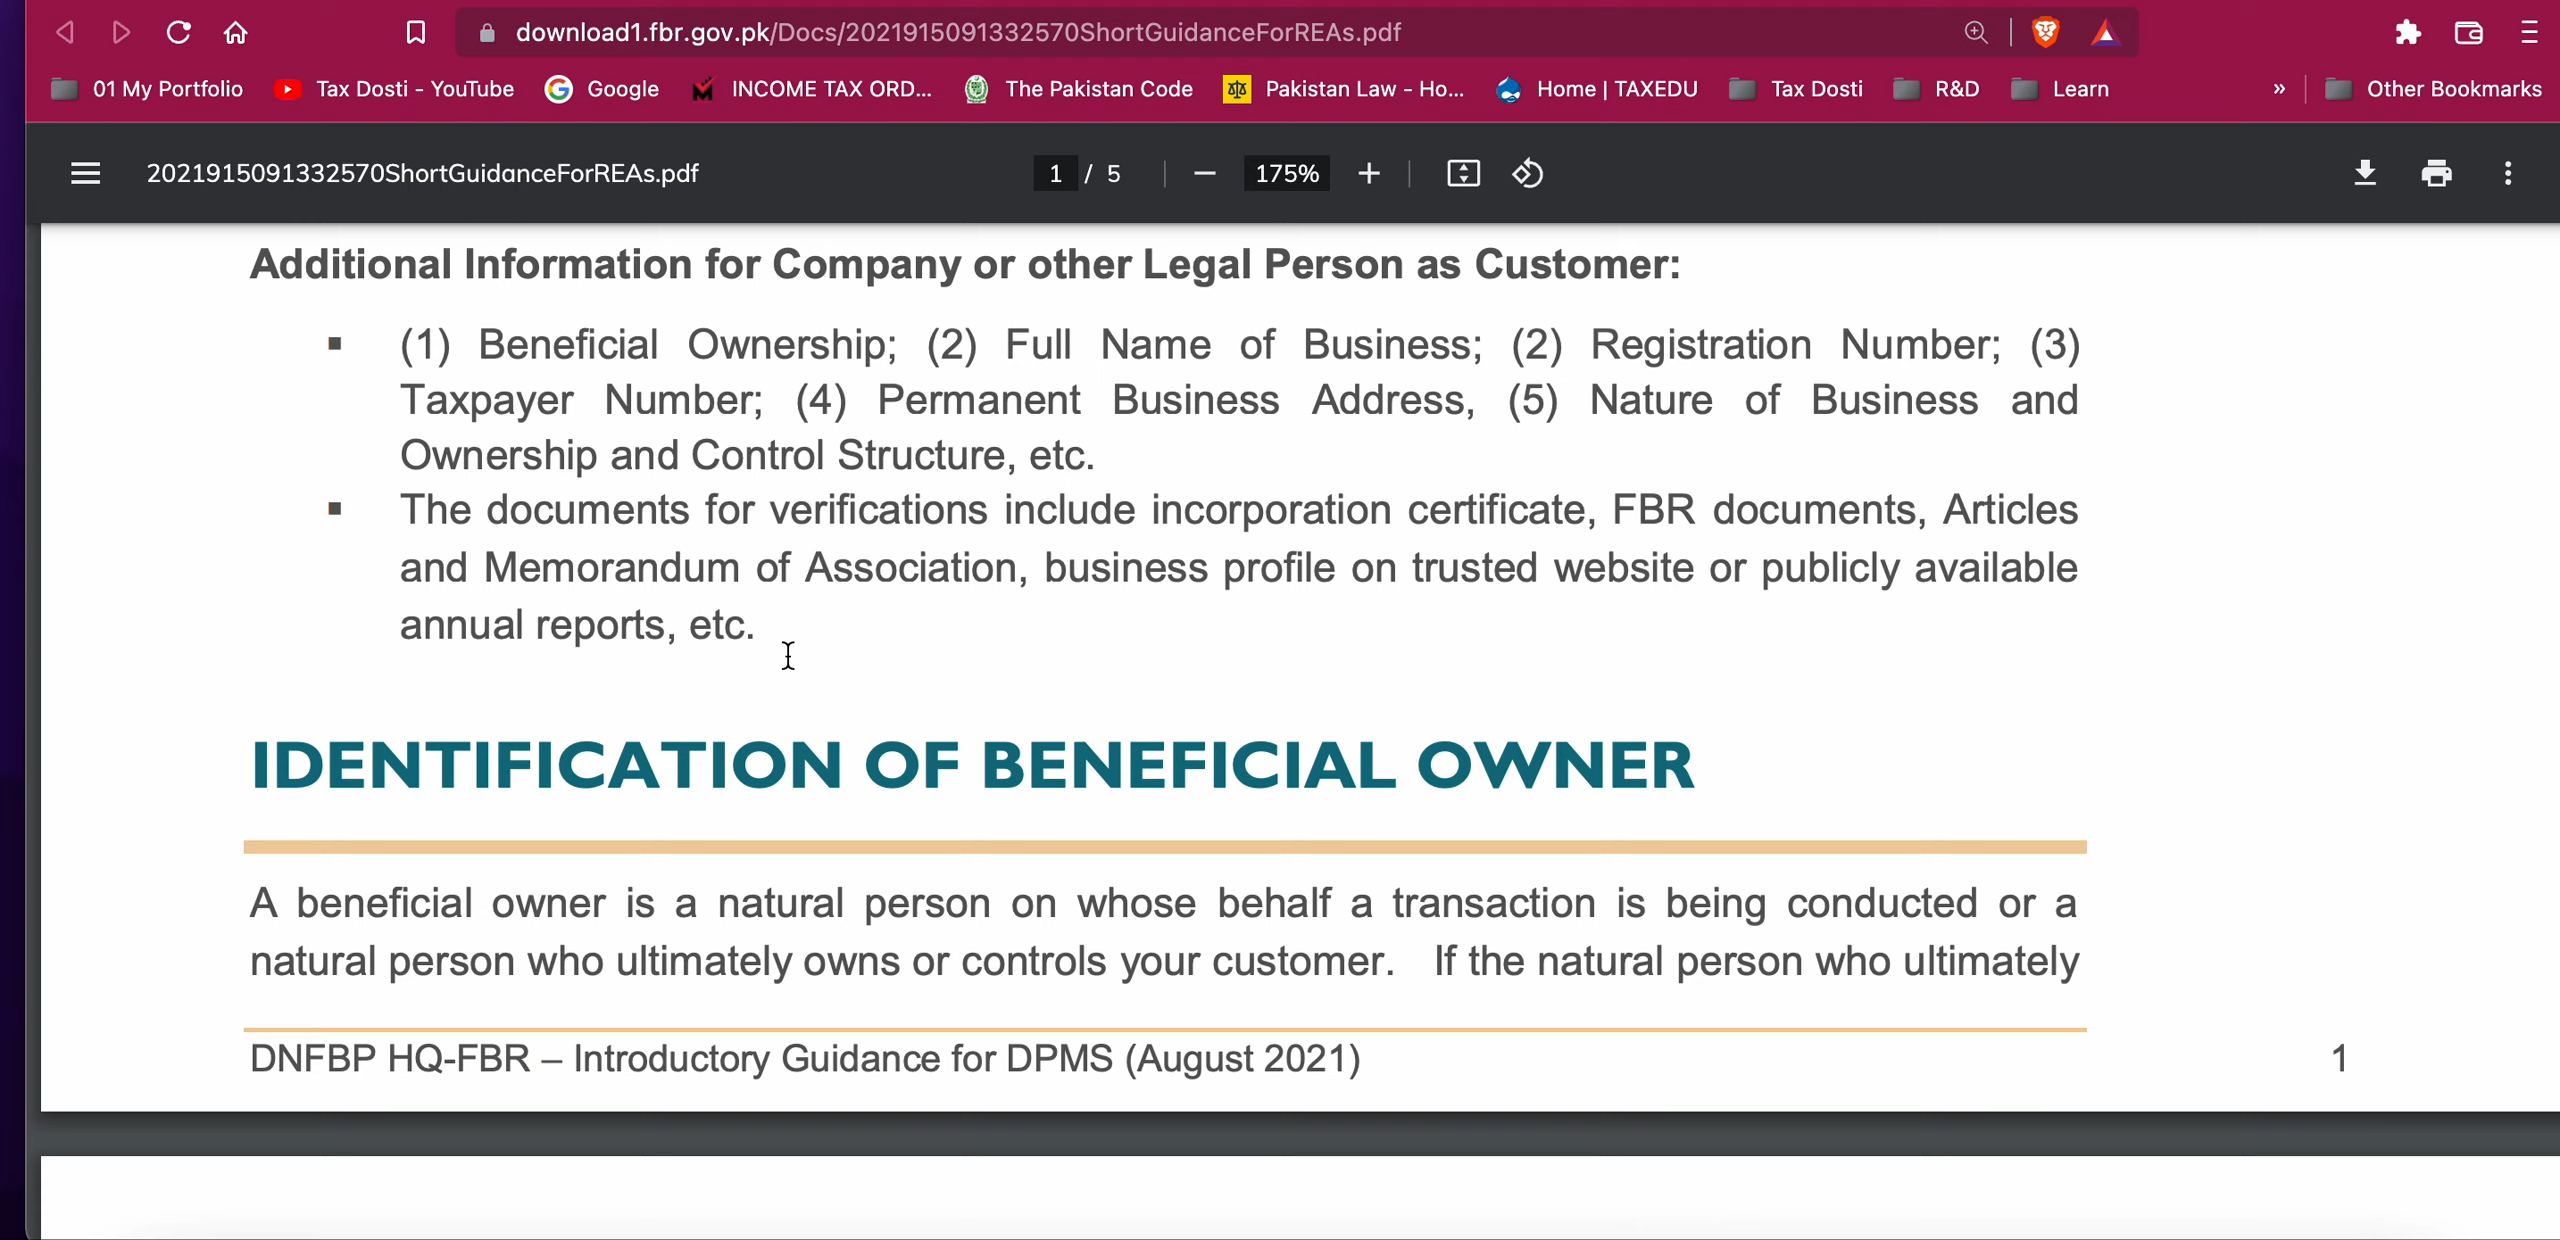 download1.fbr.gov.pk/Docs/2021915091332570ShortGuidanceForREAs.pdf
01 My Portfolio Tax Dosti - YouTube Google INCOME TAX ORD... The Pakistan Code Pakistan Law - Ho... Home | TAXEDU Tax Dosti R&D Learn » Other Bookmarks
2021915091332570ShortGuidanceForREAs.pdf 1 / 5 175%
Additional Information for Company or other Legal Person as Customer:
▪ (1) Beneficial Ownership; (2) Full Name of Business; (2) Registration Number; (3)
Taxpayer Number; (4) Permanent Business Address, (5) Nature of Business and
Ownership and Control Structure, etc.
▪ The documents for verifications include incorporation certificate, FBR documents, Articles
and Memorandum of Association, business profile on trusted website or publicly available
annual reports, etc.
IDENTIFICATION OF BENEFICIAL OWNER
A beneficial owner is a natural person on whose behalf a transaction is being conducted or a
natural person who ultimately owns or controls your customer. If the natural person who ultimately
DNFBP HQ-FBR – Introductory Guidance for DPMS (August 2021) 1